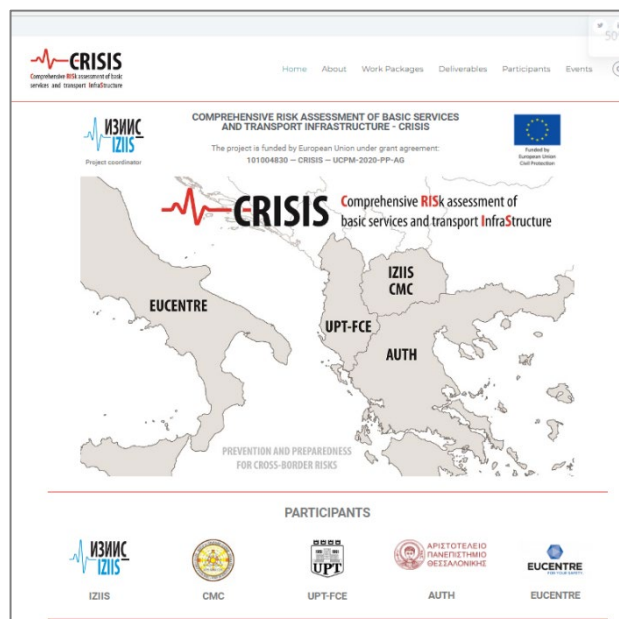 CRISIS
Comprehensive RISk assessment of basic
services and transport InfraStructure
Home About Work Packages Deliverables Participants Events
ИЗИИС
IZIIS
Project coordinator
COMPREHENSIVE RISK ASSESSMENT OF BASIC SERVICES
AND TRANSPORT INFRASTRUCTURE - CRISIS
The project is funded by European Union under grant agreement:
101004830 — CRISIS — UCPM-2020-PP-AG
Funded by
European Union
Civil Protection
CRISIS
Comprehensive RISk assessment of
basic services and transport InfraStructure
EUCENTRE
IZIIS
CMC
UPT-FCE
AUTH
PREVENTION AND PREPAREDNESS
FOR CROSS-BORDER RISKS
PARTICIPANTS
ИЗИИС
IZIIS
UPT
ΑΡΙΣΤΟΤΕΛΕΙΟ
ΠΑΝΕΠΙΣΤΗΜΙΟ
ΘΕΣΣΑΛΟΝΙΚΗΣ
EUCENTRE
FOR YOUR SAFETY.
IZIIS CMC UPT-FCE AUTH EUCENTRE